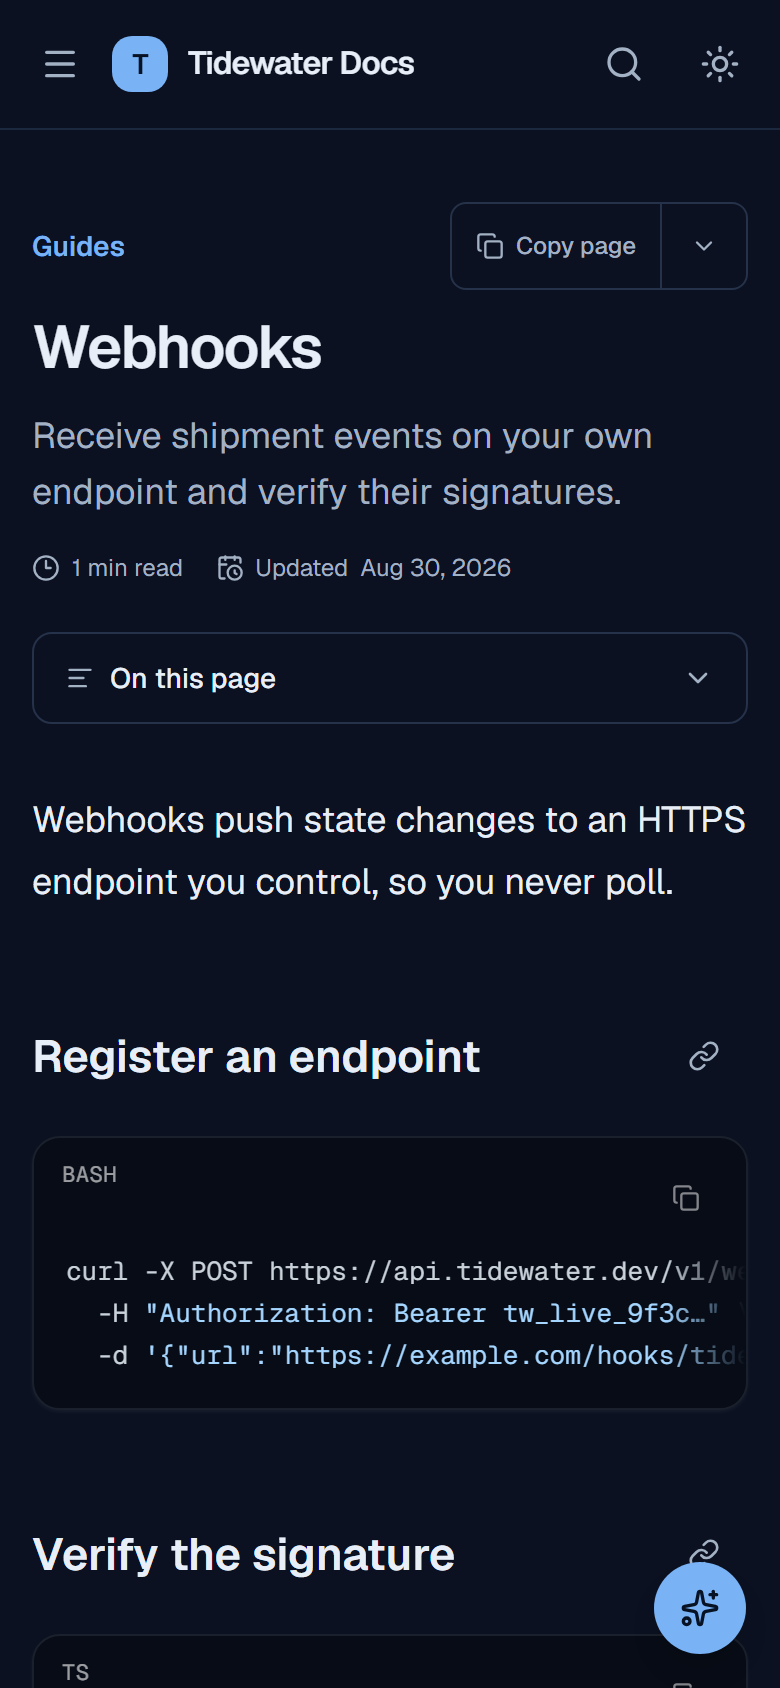 T Tidewater Docs
Guides
Copy page
Webhooks
Receive shipment events on your own
endpoint and verify their signatures.
1 min read Updated Aug 30, 2026
On this page
Webhooks push state changes to an HTTPS
endpoint you control, so you never poll.
Register an endpoint
BASH
curl -X POST https://api.tidewater.dev/v1/we
-H "Authorization: Bearer tw_live_9f3c…"
-d '{"url":"https://example.com/hooks/tide
Verify the signature
TS